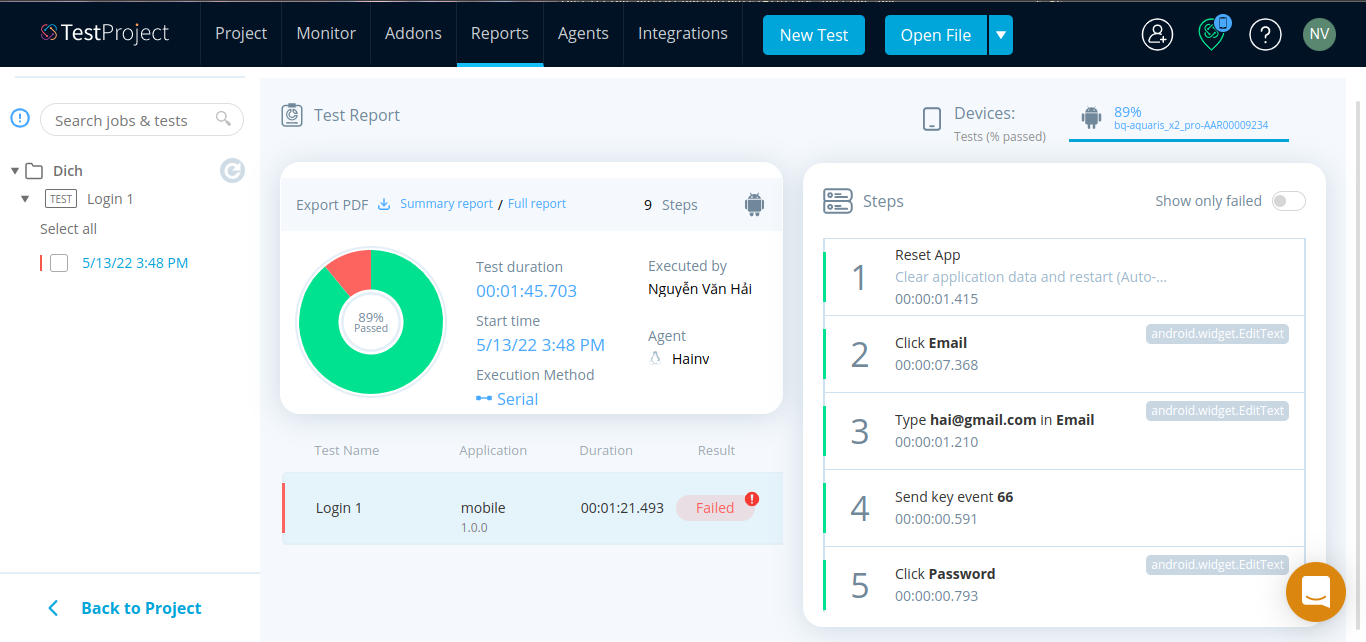 TestProject
Project
Monitor
Addons
Reports
Agents
Integrations
New Test
Open File
NV
Search jobs & tests
Dich
TEST
Login 1
Select all
5/13/22 3:48 PM
Back to Project
Test Report
Devices:
Tests (% passed)
89%
bq-aquaris_x2_pro-AAR00009234
Export PDF
Summary report / Full report
9 Steps
89%
Passed
Test duration
00:01:45.703
Start time
5/13/22 3:48 PM
Execution Method
Serial
Executed by
Nguyễn Văn Hải
Agent
Hainv
Test Name
Application
Duration
Result
Login 1
mobile
1.0.0
00:01:21.493
Failed
Steps
Show only failed
1
Reset App
Clear application data and restart (Auto-...
00:00:01.415
2
Click Email
00:00:07.368
android.widget.EditText
3
Type hai@gmail.com in Email
00:00:01.210
android.widget.EditText
4
Send key event 66
00:00:00.591
5
Click Password
00:00:00.793
android.widget.EditText